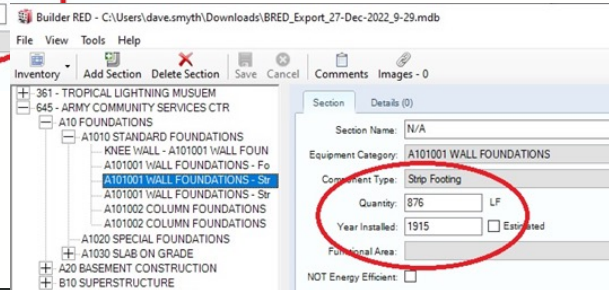 Builder RED - C:\Users\dave.smyth\Downloads\BRED_Export_27-Dec-2022_9-29.mdb
File View Tools Help
Inventory Add Section Delete Section Save Cancel Comments Images - 0
361 - TROPICAL LIGHTNING MUSUEM
645 - ARMY COMMUNITY SERVICES CTR
A10 FOUNDATIONS
A1010 STANDARD FOUNDATIONS
KNEE WALL - A101001 WALL FOUN
A101001 WALL FOUNDATIONS - Fo
A101001 WALL FOUNDATIONS - Str
A101001 WALL FOUNDATIONS - Str
A101002 COLUMN FOUNDATIONS
A101002 COLUMN FOUNDATIONS
A1020 SPECIAL FOUNDATIONS
A1030 SLAB ON GRADE
A20 BASEMENT CONSTRUCTION
B10 SUPERSTRUCTURE
Section Details (0)
Section Name: N/A
Equipment Category: A101001 WALL FOUNDATIONS
Component Type: Strip Footing
Quantity: 876 LF
Year Installed: 1915 Estimated
Functional Area:
NOT Energy Efficient: